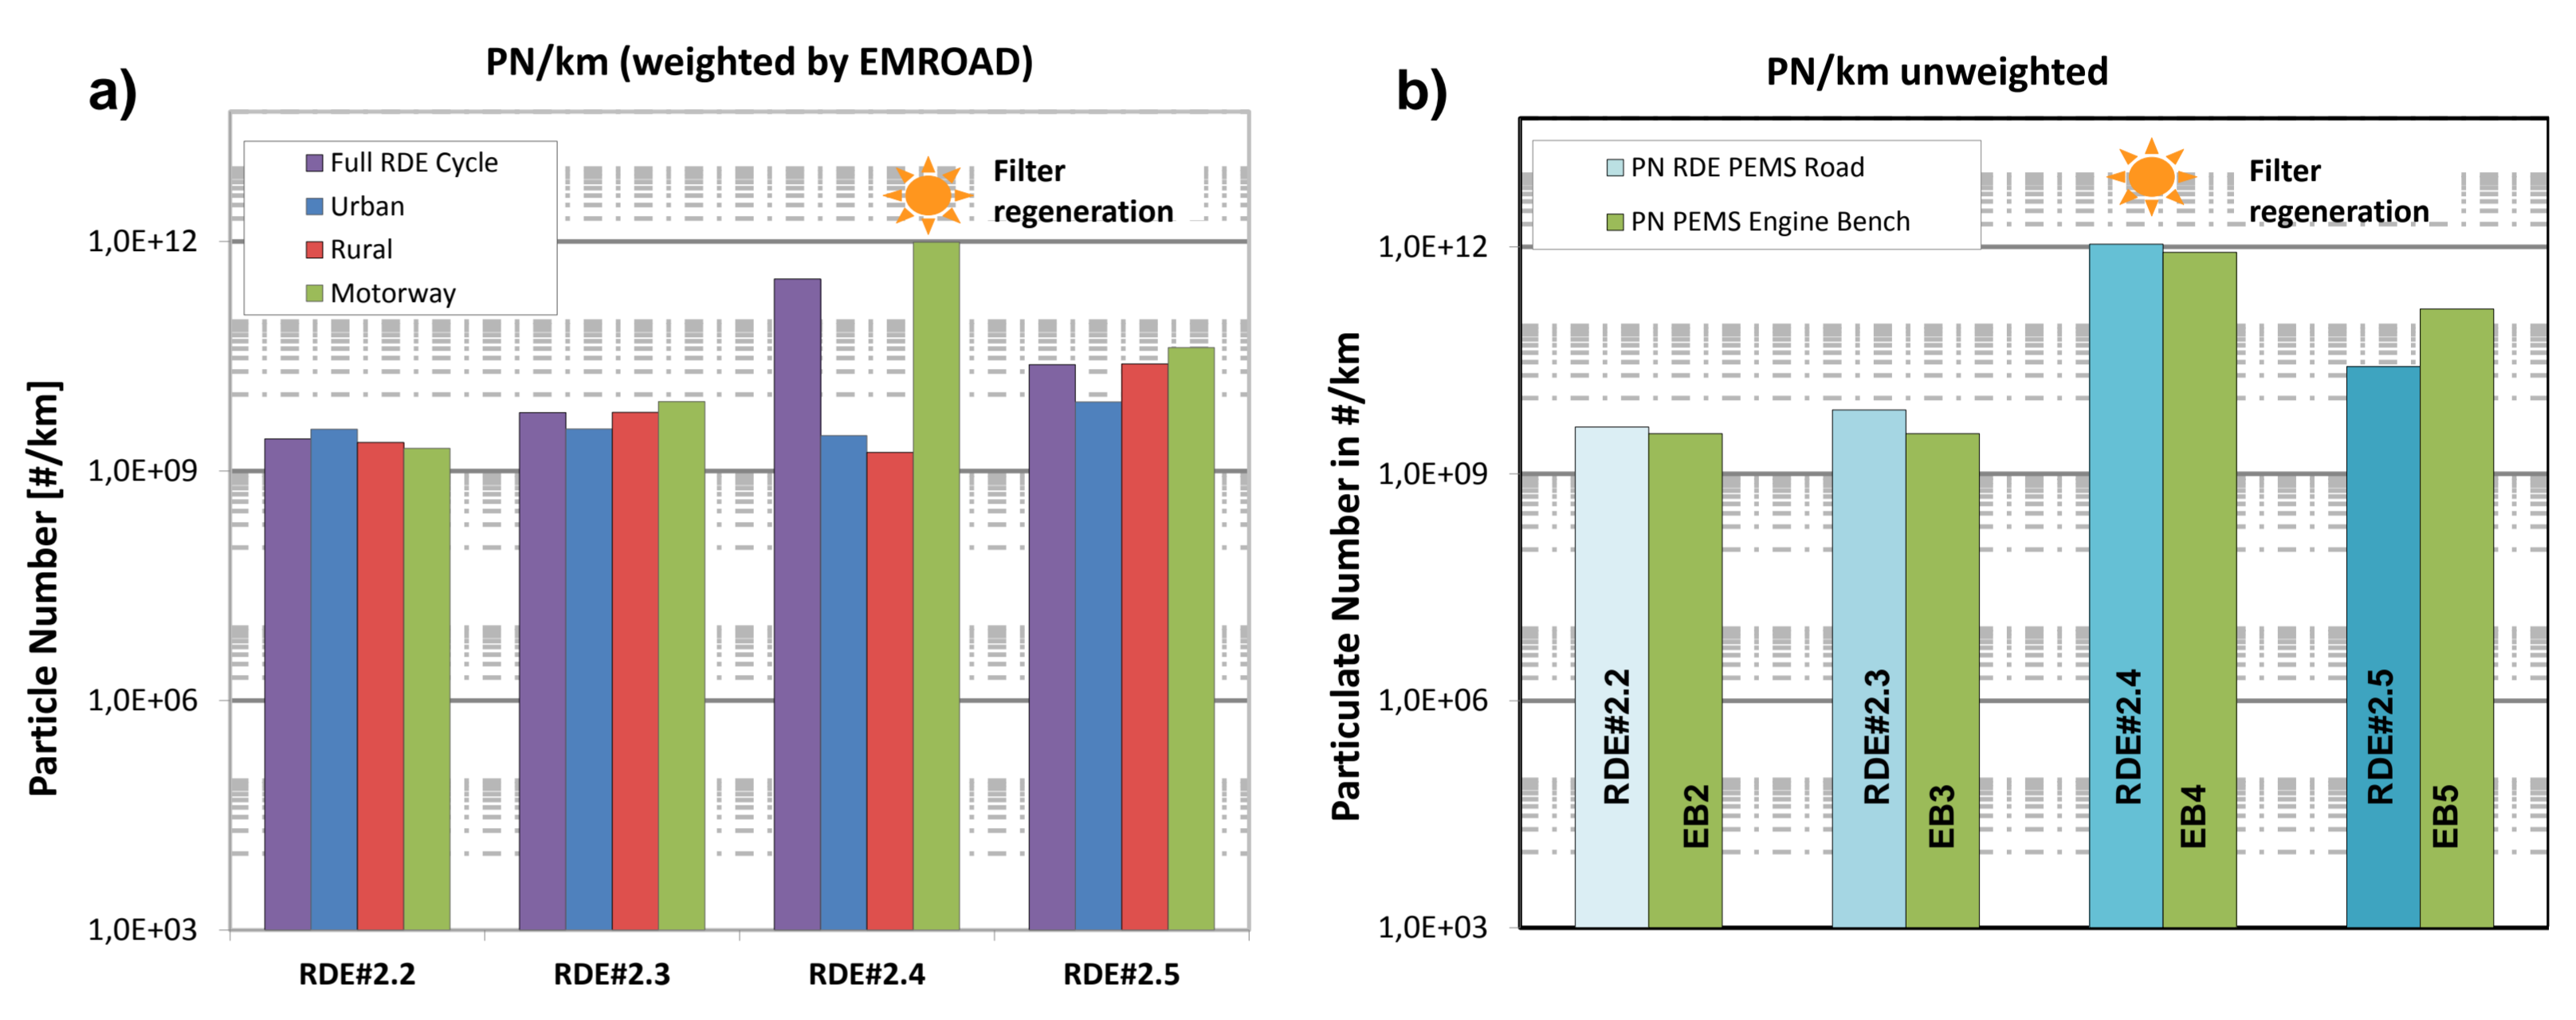 a)
PN/km (weighted by EMROAD)
Full RDE Cycle
Urban
Rural
Motorway
Filter
regeneration
1,0E+12
1,0E+09
1,0E+06
1,0E+03
Particle Number [#/km]
RDE#2.2
RDE#2.3
RDE#2.4
RDE#2.5
b)
PN/km unweighted
PN RDE PEMS Road
PN PEMS Engine Bench
Filter
regeneration
1,0E+12
1,0E+09
1,0E+06
1,0E+03
Particulate Number in #/km
RDE#2.2
EB2
RDE#2.3
EB3
RDE#2.4
EB4
RDE#2.5
EB5